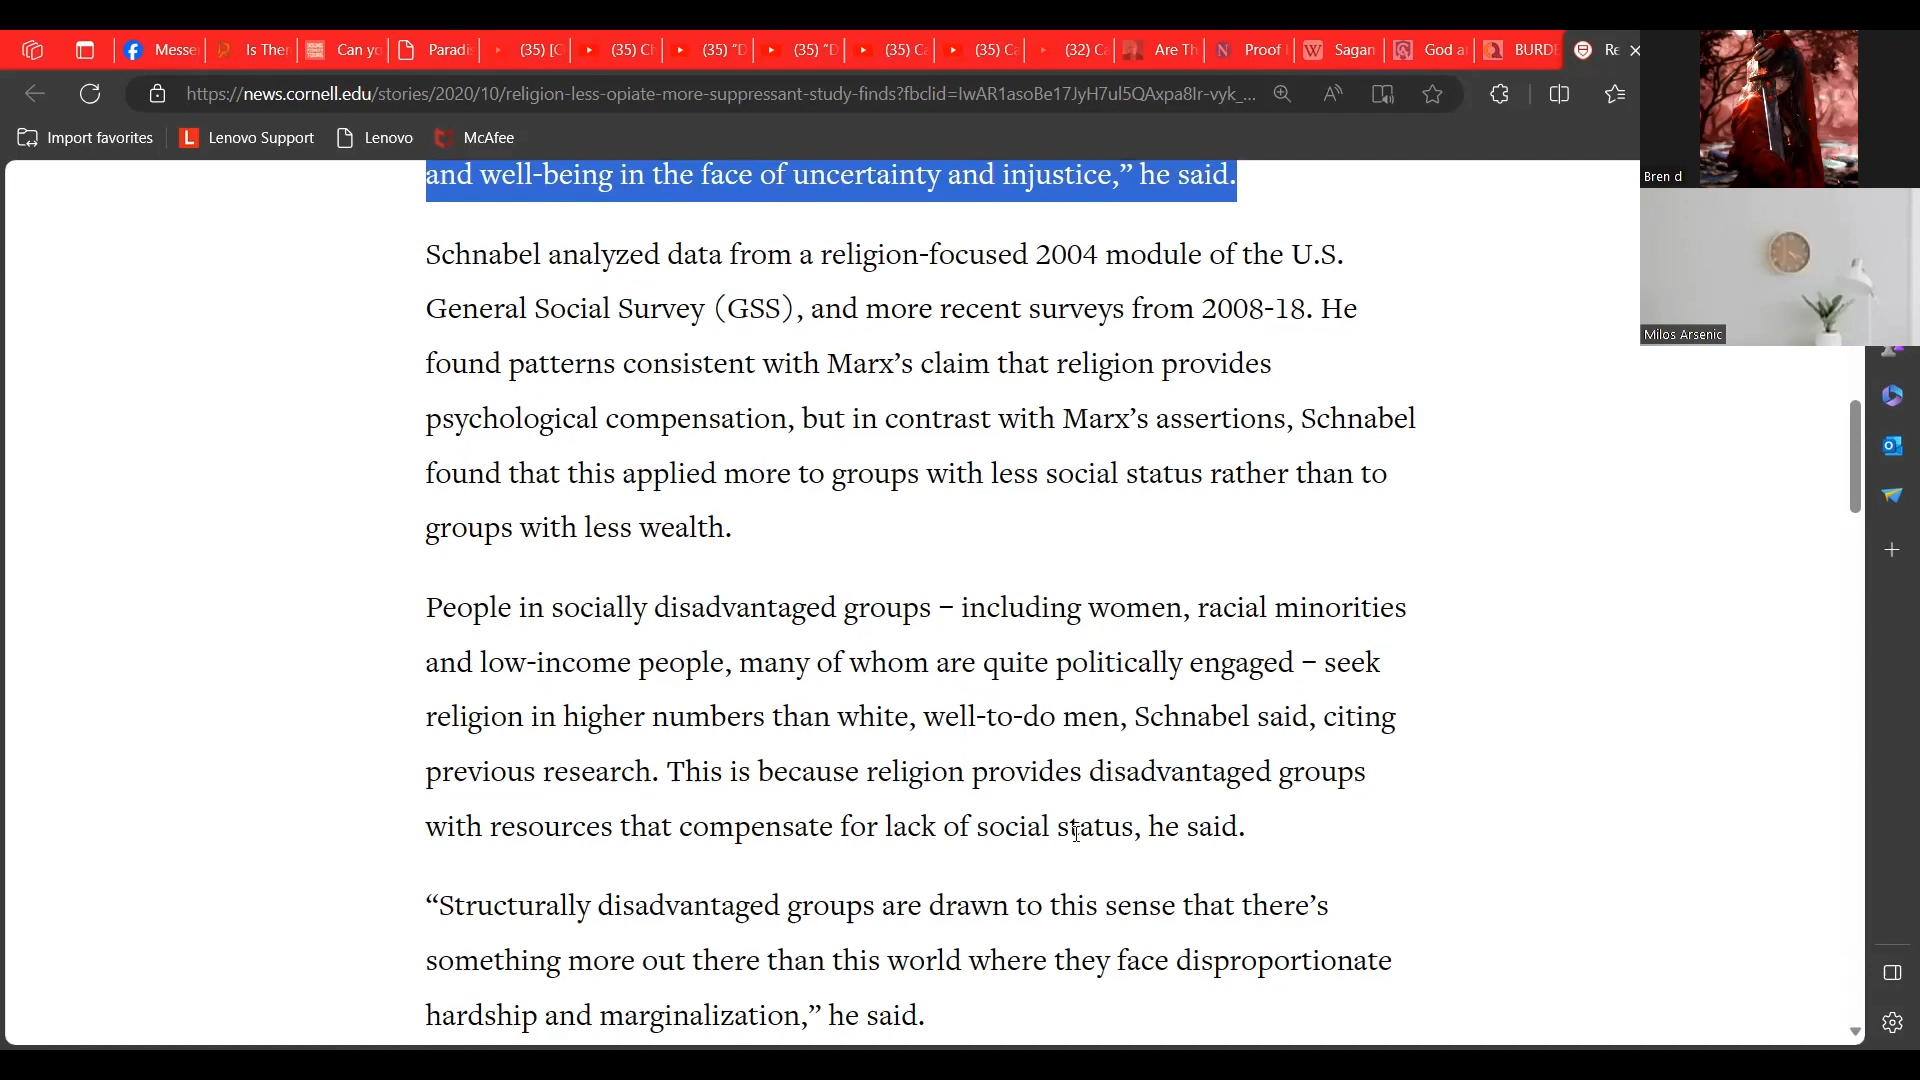 Messe
Is Ther
Can yo
Paradis
(35) [C
(35) Ch
(35) "D
(35) "D
(35) Ca
(35) Ca
(32) Ca
Are Th
Proof
Sagan
God a
BURDE
Re
https://news.cornell.edu/stories/2020/10/religion-less-opiate-more-suppressant-study-finds?fbclid=IwAR1asoBe17JyH7ul5QAxpa8Ir-vyk_...
Import favorites
Lenovo Support
Lenovo
McAfee
Bren d
Milos Arsenic
and well-being in the face of uncertainty and injustice,” he said.
Schnabel analyzed data from a religion-focused 2004 module of the U.S.
General Social Survey (GSS), and more recent surveys from 2008-18. He
found patterns consistent with Marx’s claim that religion provides
psychological compensation, but in contrast with Marx’s assertions, Schnabel
found that this applied more to groups with less social status rather than to
groups with less wealth.
People in socially disadvantaged groups – including women, racial minorities
and low-income people, many of whom are quite politically engaged – seek
religion in higher numbers than white, well-to-do men, Schnabel said, citing
previous research. This is because religion provides disadvantaged groups
with resources that compensate for lack of social status, he said.
“Structurally disadvantaged groups are drawn to this sense that there’s
something more out there than this world where they face disproportionate
hardship and marginalization,” he said.